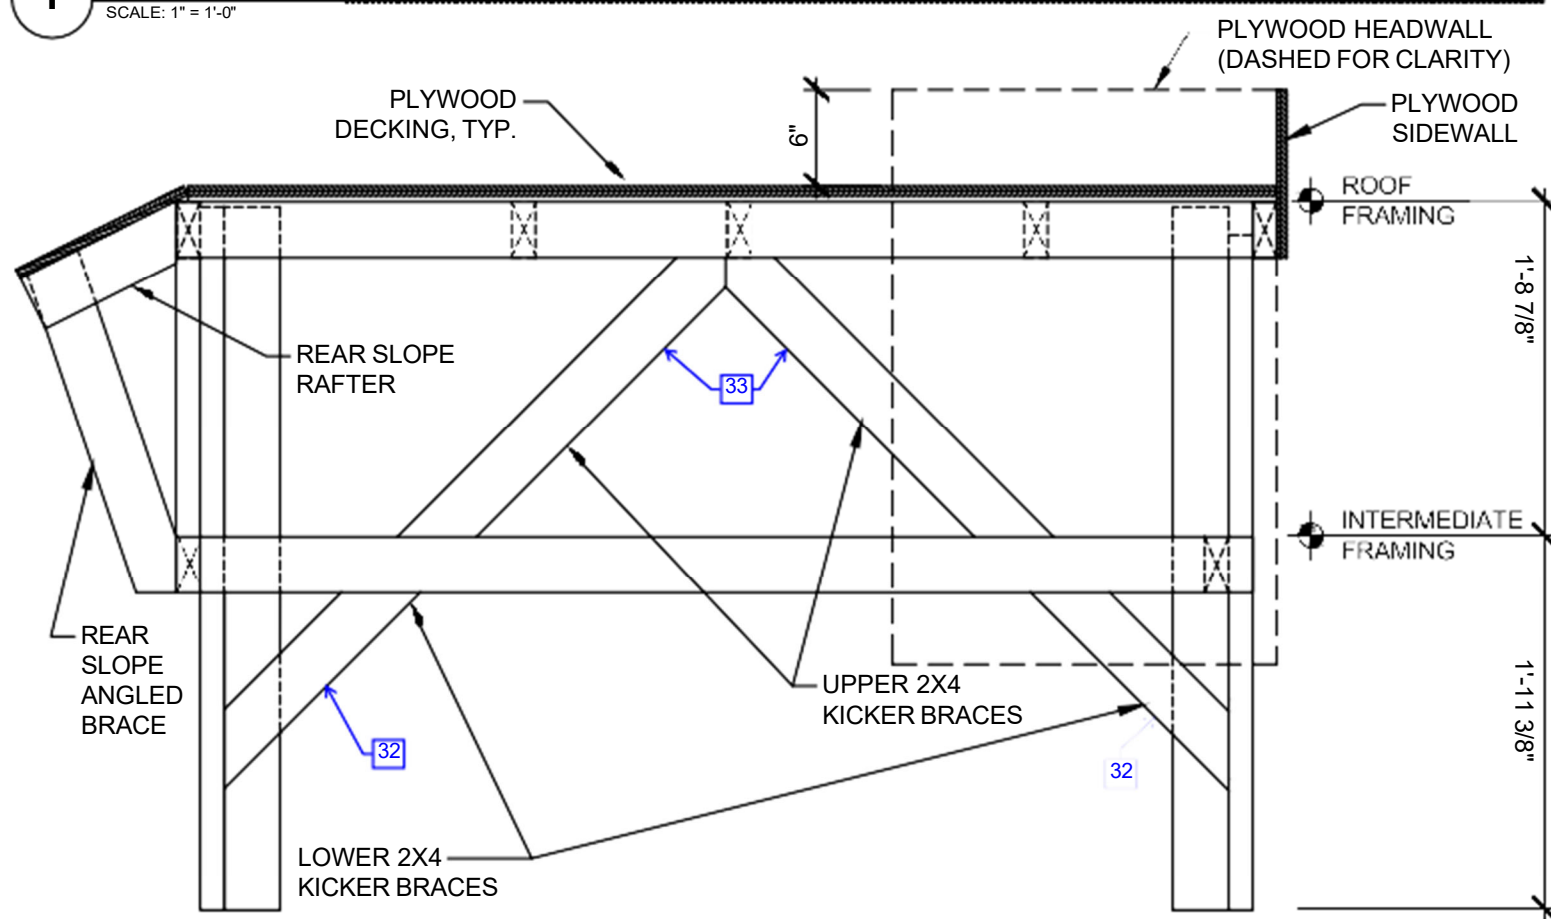 SCALE: 1" = 1'-0"
PLYWOOD HEADWALL
(DASHED FOR CLARITY)
PLYWOOD
DECKING, TYP.
6"
PLYWOOD
SIDEWALL
ROOF
FRAMING
1'-8 7/8"
REAR SLOPE
RAFTER
33
INTERMEDIATE
FRAMING
REAR
SLOPE
ANGLED
BRACE
UPPER 2X4
KICKER BRACES
32
32
1'-11 3/8"
LOWER 2X4
KICKER BRACES